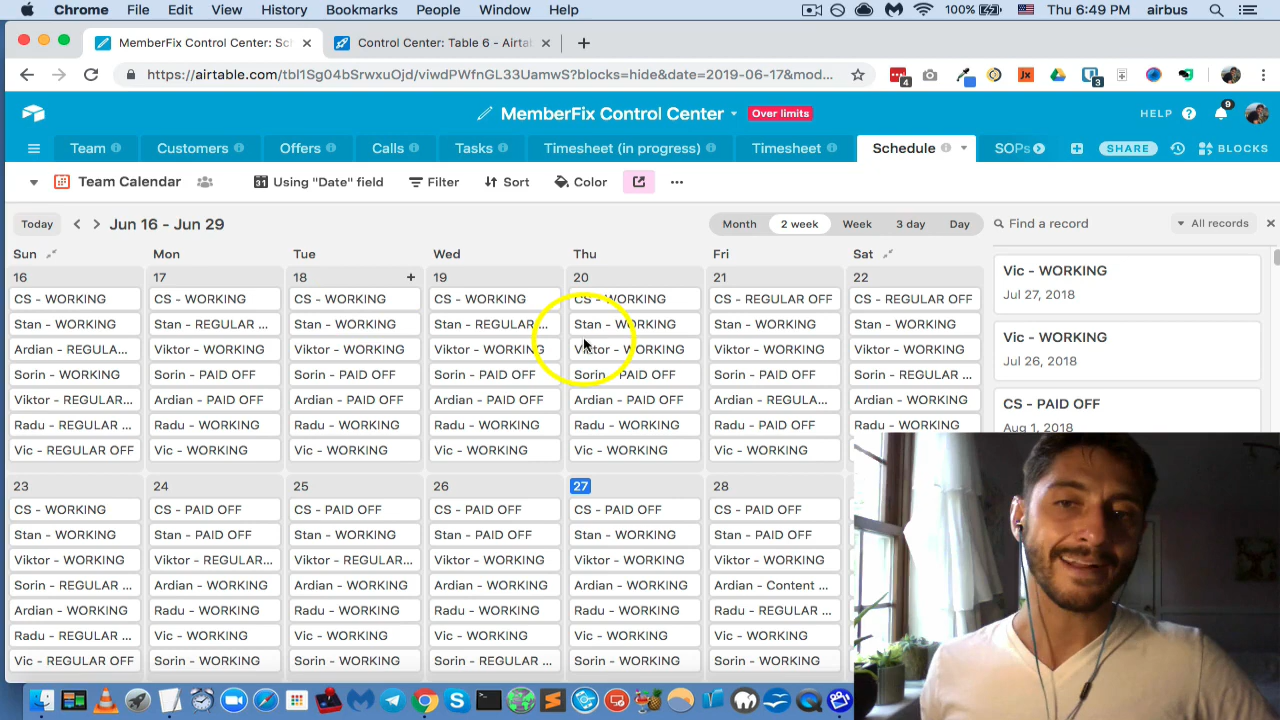 Chrome File Edit View History Bookmarks People Window Help 100% Thu 6:49 PM airbus
MemberFix Control Center: Sch × Control Center: Table 6 - Airtab × +
https://airtable.com/tbl1Sg04bSrwxuOjd/viwdPWfnGL33UamwS?blocks=hide&date=2019-06-17&mod... 4 Jx 3
MemberFix Control Center Over limits HELP 9
Team Customers Offers Calls Tasks Timesheet (in progress) Timesheet Schedule SOPs SHARE BLOCKS
Team Calendar 31 Using "Date" field Filter Sort Color ...
Today < > Jun 16 - Jun 29 Month 2 week Week 3 day Day Find a record All records ×
Sun Mon Tue Wed Thu Fri Sat
16 17 18 + 19 20 21 22
CS - WORKING CS - WORKING CS - WORKING CS - WORKING CS - WORKING CS - REGULAR OFF CS - REGULAR OFF
Stan - WORKING Stan - REGULAR ... Stan - WORKING Stan - REGULAR ... Stan - WORKING Stan - WORKING Stan - WORKING
Ardian - REGULA... Viktor - WORKING Viktor - WORKING Viktor - WORKING Viktor - WORKING Viktor - WORKING Viktor - WORKING
Sorin - WORKING Sorin - PAID OFF Sorin - PAID OFF Sorin - PAID OFF Sorin - PAID OFF Sorin - PAID OFF Sorin - REGULAR ...
Viktor - REGULAR... Ardian - PAID OFF Ardian - PAID OFF Ardian - PAID OFF Ardian - PAID OFF Ardian - REGULA... Ardian - WORKING
Radu - REGULAR ... Radu - WORKING Radu - WORKING Radu - WORKING Radu - WORKING Radu - PAID OFF Radu - WORKING
Vic - REGULAR OFF Vic - WORKING Vic - WORKING Vic - WORKING Vic - WORKING Vic - WORKING
Vic - WORKING
Jul 27, 2018
Vic - WORKING
Jul 26, 2018
CS - PAID OFF
Aug 1, 2018
23 24 25 26 27 28
CS - WORKING CS - PAID OFF CS - PAID OFF CS - PAID OFF CS - PAID OFF CS - PAID OFF
Stan - WORKING Stan - PAID OFF Stan - WORKING Stan - WORKING Stan - WORKING Stan - PAID OFF
Viktor - WORKING Viktor - REGULAR... Viktor - REGULAR... Viktor - WORKING Viktor - WORKING Viktor - WORKING
Sorin - REGULAR ... Ardian - WORKING Ardian - WORKING Ardian - WORKING Ardian - WORKING Ardian - Content ...
Ardian - WORKING Radu - WORKING Radu - WORKING Radu - WORKING Radu - WORKING Radu - REGULAR ...
Radu - REGULAR ... Vic - WORKING Vic - WORKING Vic - WORKING Vic - WORKING Vic - WORKING
Vic - REGULAR OFF Sorin - WORKING Sorin - WORKING Sorin - REGULAR ... Sorin - WORKING Sorin - WORKING